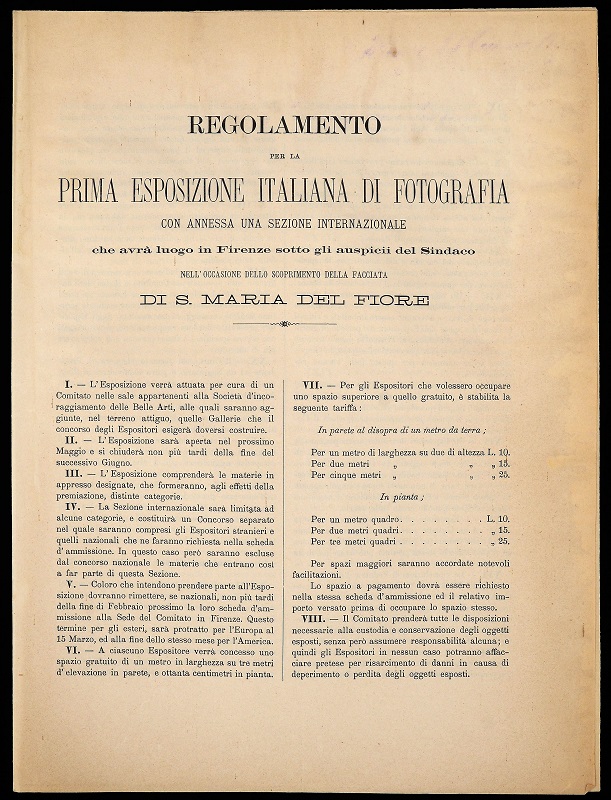 REGOLAMENTO
PER LA
PRIMA ESPOSIZIONE ITALIANA DI FOTOGRAFIA
CON ANNESSA UNA SEZIONE INTERNAZIONALE
che avrà luogo in Firenze sotto gli auspicii del Sindaco
NELL'OCCASIONE DELLO SCOPRIMENTO DELLA FACCIATA
DI S. MARIA DEL FIORE
I. — L'Esposizione verrà attuata per cura di un
Comitato nelle sale appartenenti alla Società d'inco-
raggiamento delle Belle Arti, alle quali saranno ag-
giunte, nel terreno attiguo, quelle Gallerie che il
concorso degli Espositori esigerà doversi costruire.
II. — L'Esposizione sarà aperta nel prossimo
Maggio e si chiuderà non più tardi della fine del
successivo Giugno.
III. — L'Esposizione comprenderà le materie in
appresso designate, che formeranno, agli effetti della
premiazione, distinte categorie.
IV. — La Sezione internazionale sarà limitata ad
alcune categorie, e costituirà un Concorso separato
nel quale saranno compresi gli Espositori stranieri e
quelli nazionali che ne faranno richiesta nella scheda
d'ammissione. In questo caso però saranno escluse
dal concorso nazionale le materie che entrano così
a far parte di questa Sezione.
V. — Coloro che intendono prendere parte all'Espo-
sizione dovranno rimettere, se nazionali, non più tardi
della fine di Febbraio prossimo la loro scheda d'am-
missione alla Sede del Comitato in Firenze. Questo
termine per gli esteri, sarà protratto per l'Europa al
15 Marzo, ed alla fine dello stesso mese per l'America.
VI. — A ciascuno Espositore verrà concesso uno
spazio gratuito di un metro in larghezza su tre metri
d'elevazione in parete, e ottanta centimetri in pianta.
VII. — Per gli Espositori che volessero occupare
uno spazio superiore a quello gratuito, è stabilita la
seguente tariffa:
In parete al disopra di un metro da terra;
Per un metro di larghezza su due di altezza L. 10.
Per due metri „ „ „ 15.
Per cinque metri „ „ „ 25.
In pianta;
Per un metro quadro . . . . . . . . . L. 10.
Per due metri quadri . . . . . . . . . „ 15.
Per tre metri quadri . . . . . . . . . „ 25.
Per spazi maggiori saranno accordate notevoli
facilitazioni.
Lo spazio a pagamento dovrà essere richiesto
nella stessa scheda d'ammissione ed il relativo im-
porto versato prima di occupare lo spazio stesso.
VIII. — Il Comitato prenderà tutte le disposizioni
necessarie alla custodia e conservazione degli oggetti
esposti, senza però assumere responsabilità alcuna; e
quindi gli Espositori in nessun caso potranno affac-
ciare pretese per risarcimento di danni in causa di
deperimento o perdita degli oggetti esposti.